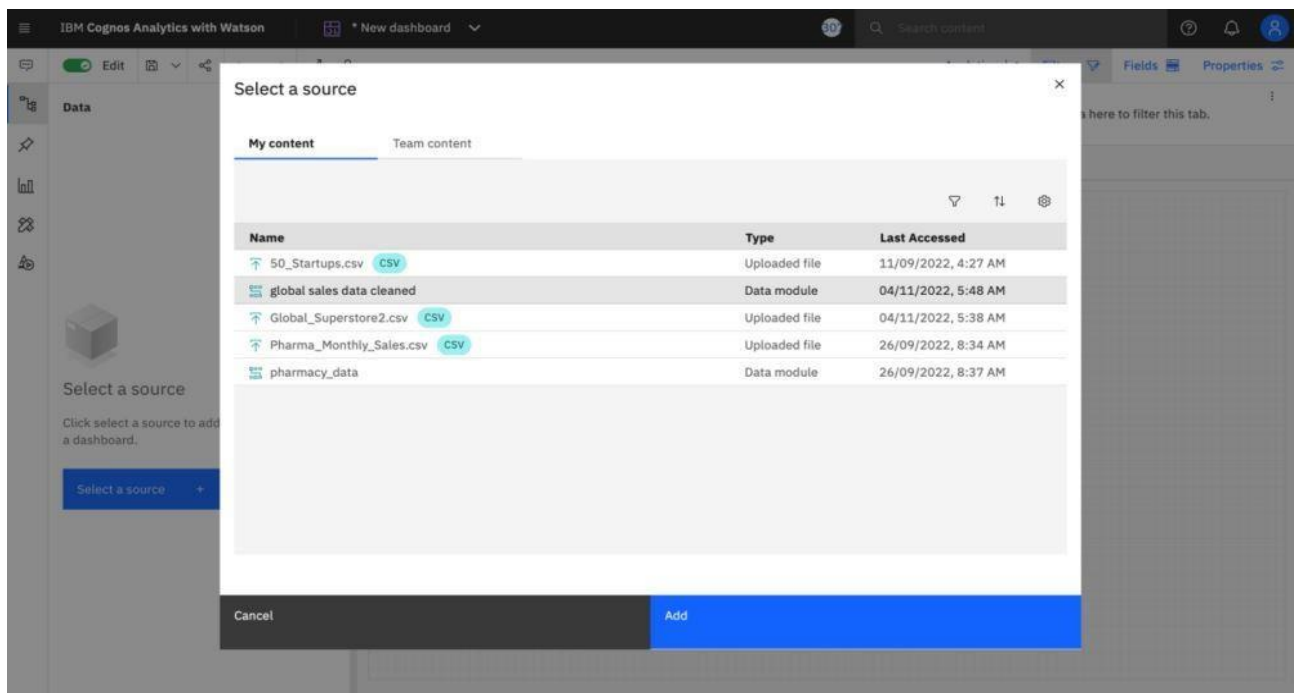 IBM Cognos Analytics with Watson
* New dashboard
30?
Search content
Edit
Fields
Properties
Data
Select a source
My content
Team content
here to filter this tab.
Name Type Last Accessed
50_Startups.csv CSV Uploaded file 11/09/2022, 4:27 AM
global sales data cleaned Data module 04/11/2022, 5:48 AM
Global_Superstore2.csv CSV Uploaded file 04/11/2022, 5:38 AM
Pharma_Monthly_Sales.csv CSV Uploaded file 26/09/2022, 8:34 AM
pharmacy_data Data module 26/09/2022, 8:37 AM
Select a source
Click select a source to add
a dashboard.
Select a source +
Cancel
Add